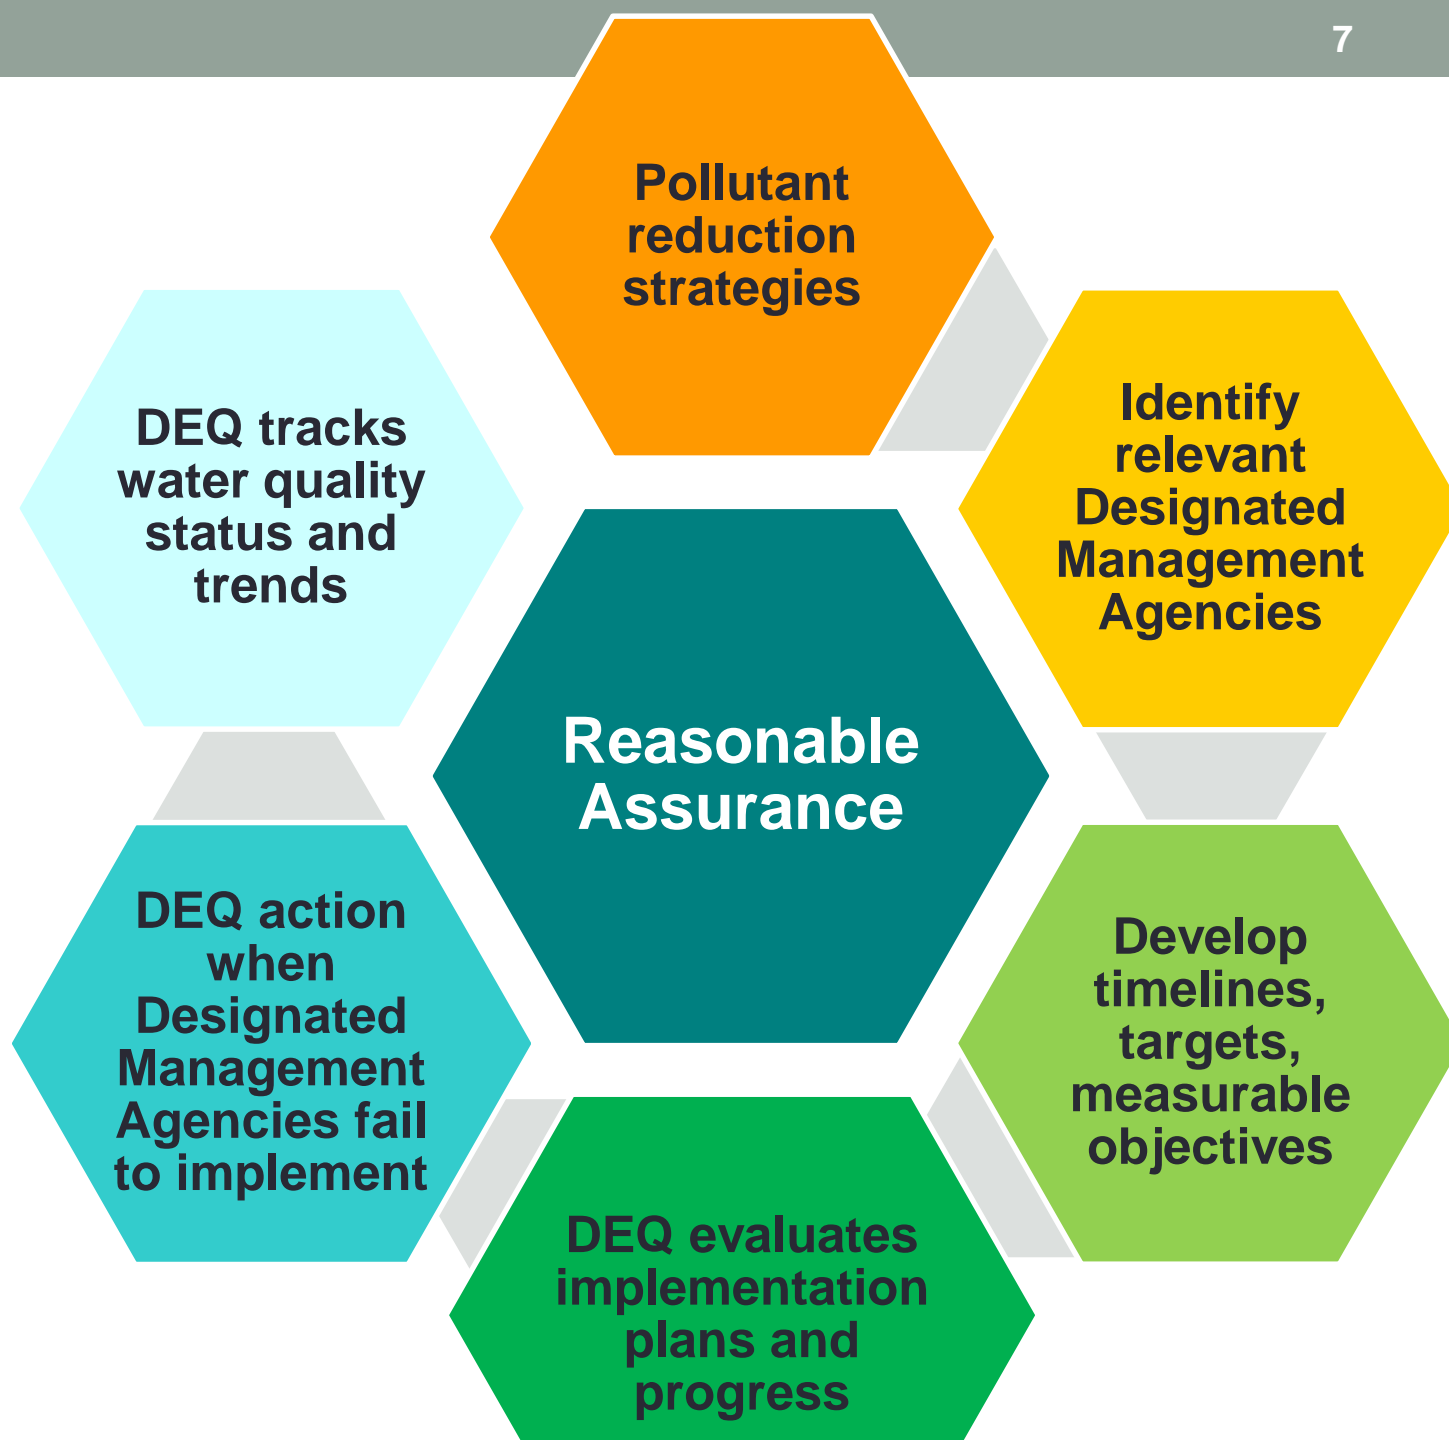 7
Pollutant
reduction
strategies
Identify
relevant
Designated
Management
Agencies
Develop
timelines,
targets,
measurable
objectives
DEQ evaluates
implementation
plans and
progress
DEQ action
when
Designated
Management
Agencies fail
to implement
DEQ tracks
water quality
status and
trends
Reasonable
Assurance